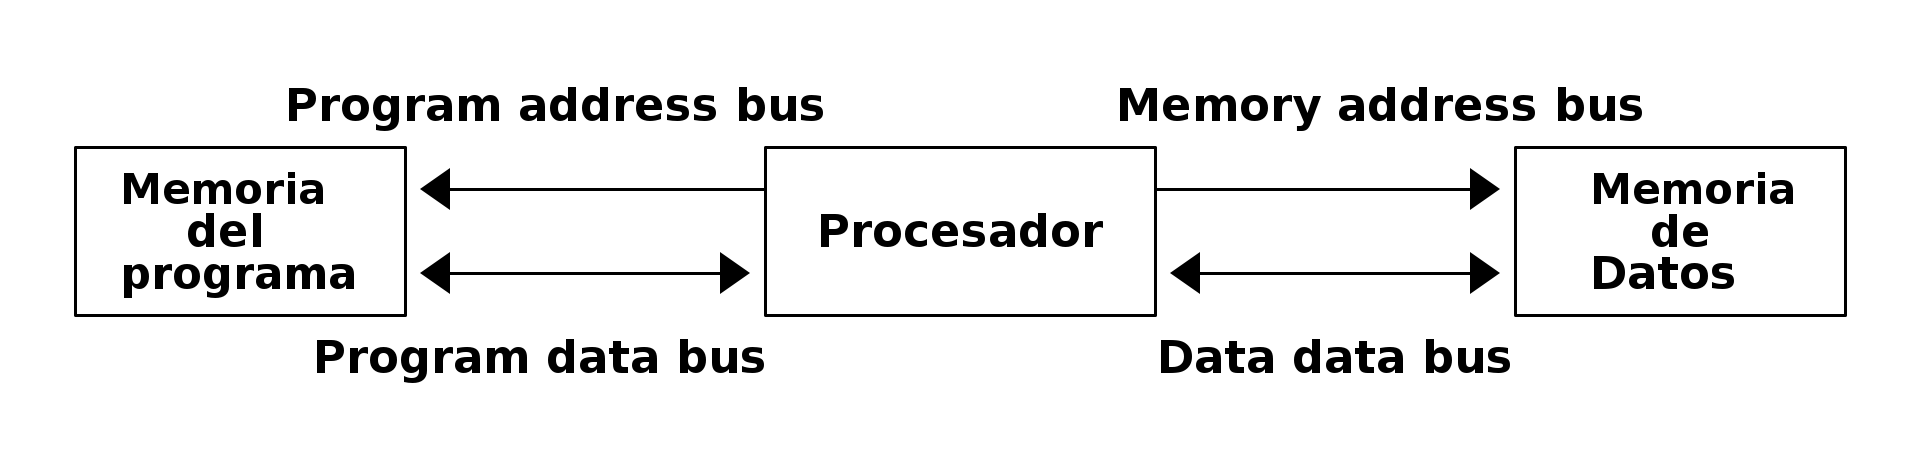 Program address bus
Memory address bus
Memoria
del
programa
Procesador
Memoria
de
Datos
Program data bus
Data data bus